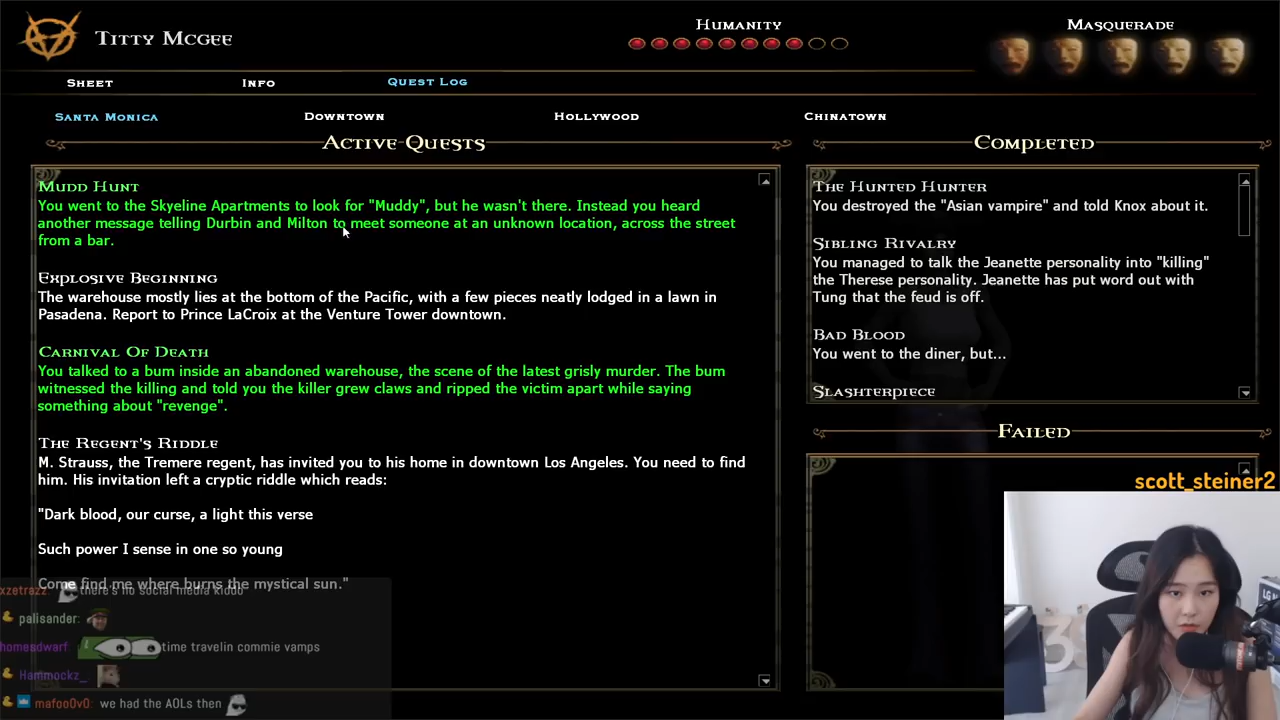 Titty McGee
Humanity
Masquerade
Sheet
Info
Quest Log
Santa Monica
Downtown
Hollywood
Chinatown
Active Quests
Mudd Hunt
You went to the Skyeline Apartments to look for "Muddy", but he wasn't there. Instead you heard
another message telling Durbin and Milton to meet someone at an unknown location, across the street
from a bar.
Explosive Beginning
The warehouse mostly lies at the bottom of the Pacific, with a few pieces neatly lodged in a lawn in
Pasadena. Report to Prince LaCroix at the Venture Tower downtown.
Carnival Of Death
You talked to a bum inside an abandoned warehouse, the scene of the latest grisly murder. The bum
witnessed the killing and told you the killer grew claws and ripped the victim apart while saying
something about "revenge".
The Regent's Riddle
M. Strauss, the Tremere regent, has invited you to his home in downtown Los Angeles. You need to find
him. His invitation left a cryptic riddle which reads:
"Dark blood, our curse, a light this verse
Such power I sense in one so young
Come find me where burns the mystical sun."
Completed
The Hunted Hunter
You destroyed the "Asian vampire" and told Knox about it.
Sibling Rivalry
You managed to talk the Jeanette personality into "killing"
the Therese personality. Jeanette has put word out with
Tung that the feud is off.
Bad Blood
You went to the diner, but...
Slashterpiece
Failed
scott_steiner2
xzetrazz: there's no social media kiddo
palisander:
homeadwarf: time travelin commie vamps
Hammockz_
mafoo0v0: we had the AOLs then
LG